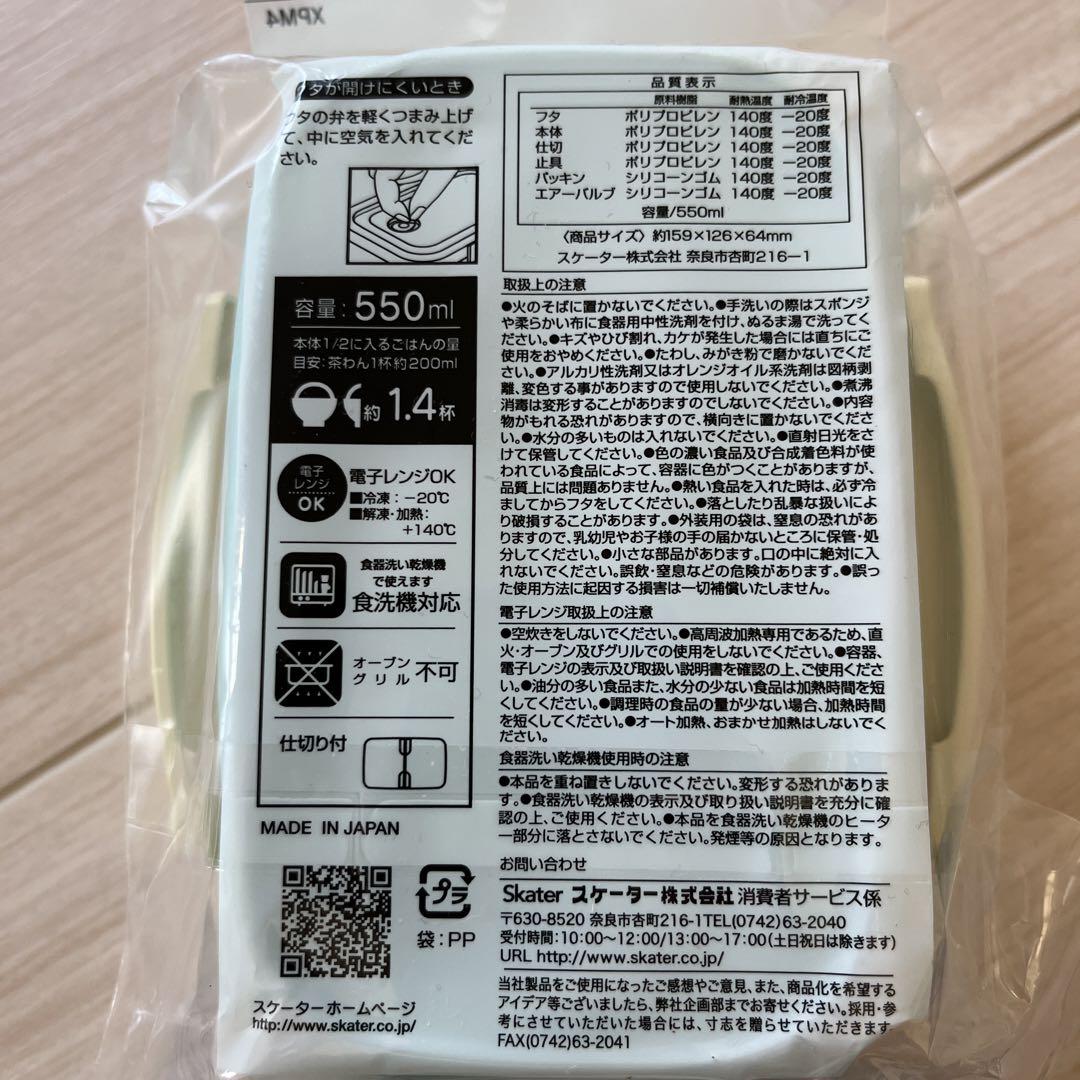 XPM4
タが開けにくいとき
フタの弁を軽くつまみ上げ
て、中に空気を入れてくだ
さい。
容量：550ml
本体1/2に入るごはんの量
目安：茶わん1杯約200ml
約1.4杯
電子
レンジ
OK
電子レンジOK
■冷凍：−20℃
■解凍・加熱：
+140℃
食器洗い乾燥機
で使えます
食洗機対応
オーブン
グリル
不可
仕切り付
MADE IN JAPAN
プラ
袋：PP
スケーターホームページ
http://www.skater.co.jp/
品質表示
原料樹脂 耐熱温度 耐冷温度
フタ ポリプロピレン 140度 −20度
本体 ポリプロピレン 140度 −20度
仕切 ポリプロピレン 140度 −20度
止具 ポリプロピレン 140度 −20度
パッキン シリコーンゴム 140度 −20度
エアーバルブ シリコーンゴム 140度 −20度
容量/550ml
〈商品サイズ〉約159×126×64mm
スケーター株式会社 奈良市杏町216−1
取扱上の注意
●火のそばに置かないでください。●手洗いの際はスポンジ
や柔らかい布に食器用中性洗剤を付け、ぬるま湯で洗ってく
ださい。●キズやひび割れ、カケが発生した場合には直ちにご
使用をおやめください。●たわし、みがき粉で磨かないでくだ
さい。●アルカリ性洗剤又はオレンジオイル系洗剤は図柄剥
離、変色する事がありますので使用しないでください。●煮沸
消毒は変形することがありますのでしないでください。●内容
物がもれる恐れがありますので、横向きに置かないでくださ
い。●水分の多いものは入れないでください。●直射日光をさ
けて保管してください。●色の濃い食品及び合成着色料が使
われている食品によって、容器に色がつくことがありますが、
品質上には問題ありません。●熱い食品を入れた時は、必ず冷
ましてからフタをしてください。●落としたり乱暴な扱いによ
り破損することがあります。●外装用の袋は、窒息の恐れがあ
りますので、乳幼児やお子様の手の届かないところに保管・処
分してください。●小さな部品があります。口の中に絶対に入
れないでください。誤飲・窒息などの危険があります。●誤っ
た使用方法に起因する損害は一切補償いたしません。
電子レンジ取扱上の注意
●空炊きをしないでください。●高周波加熱専用であるため、直
火・オーブン及びグリルでの使用をしないでください。●容器、
電子レンジの表示及び取扱い説明書を確認の上、ご使用くださ
い。●油分の多い食品また、水分の少ない食品は加熱時間を短
くしてください。●調理時の食品の量が少ない場合、加熱時間
を短くしてください。●オート加熱、おまかせ加熱はしないでく
ださい。
食器洗い乾燥機使用時の注意
●本品を重ね置きしないでください。変形する恐れがありま
す。●食器洗い乾燥機の表示及び取り扱い説明書を充分に確
認の上、ご使用ください。●本品を食器洗い乾燥機のヒータ
ー部分に落とさないでください。発煙等の原因となります。
お問い合わせ
Skater スケーター株式会社 消費者サービス係
〒630-8520 奈良市杏町216-1TEL(0742)63-2040
受付時間：10:00〜12:00/13:00〜17:00(土日祝日は除きます)
URL http://www.skater.co.jp/
当社製品をご使用になったご感想やご意見、また、商品化を希望する
アイデア等ございましたら、弊社企画部までお寄せください。採用・参
考にさせていただいた場合には、寸志を贈らせていただきます
FAX(0742)63-2041